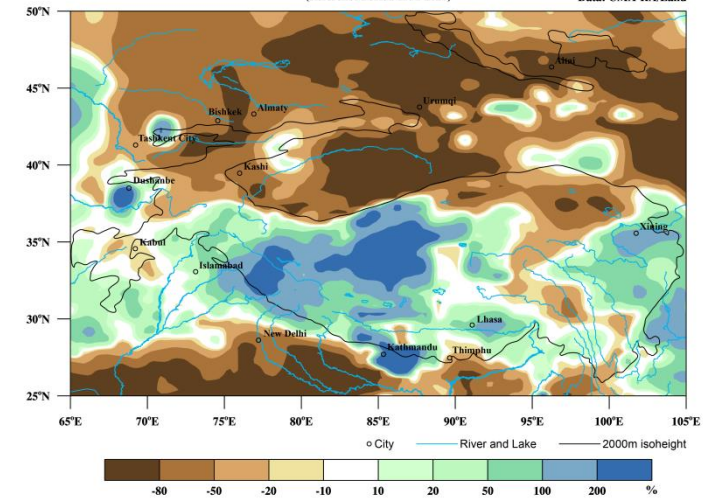 50°N
45°N
40°N
35°N
30°N
25°N
Altai
Urumqi
Bishkek
Almaty
Tashkent City
Kashi
Dushanbe
Xining
Kabul
Islamabad
Lhasa
New Delhi
Kathmandu
Thimphu
65°E 70°E 75°E 80°E 85°E 90°E 95°E 100°E 105°E
City River and Lake 2000m isoheight
-80 -50 -20 -10 10 20 50 100 200 %